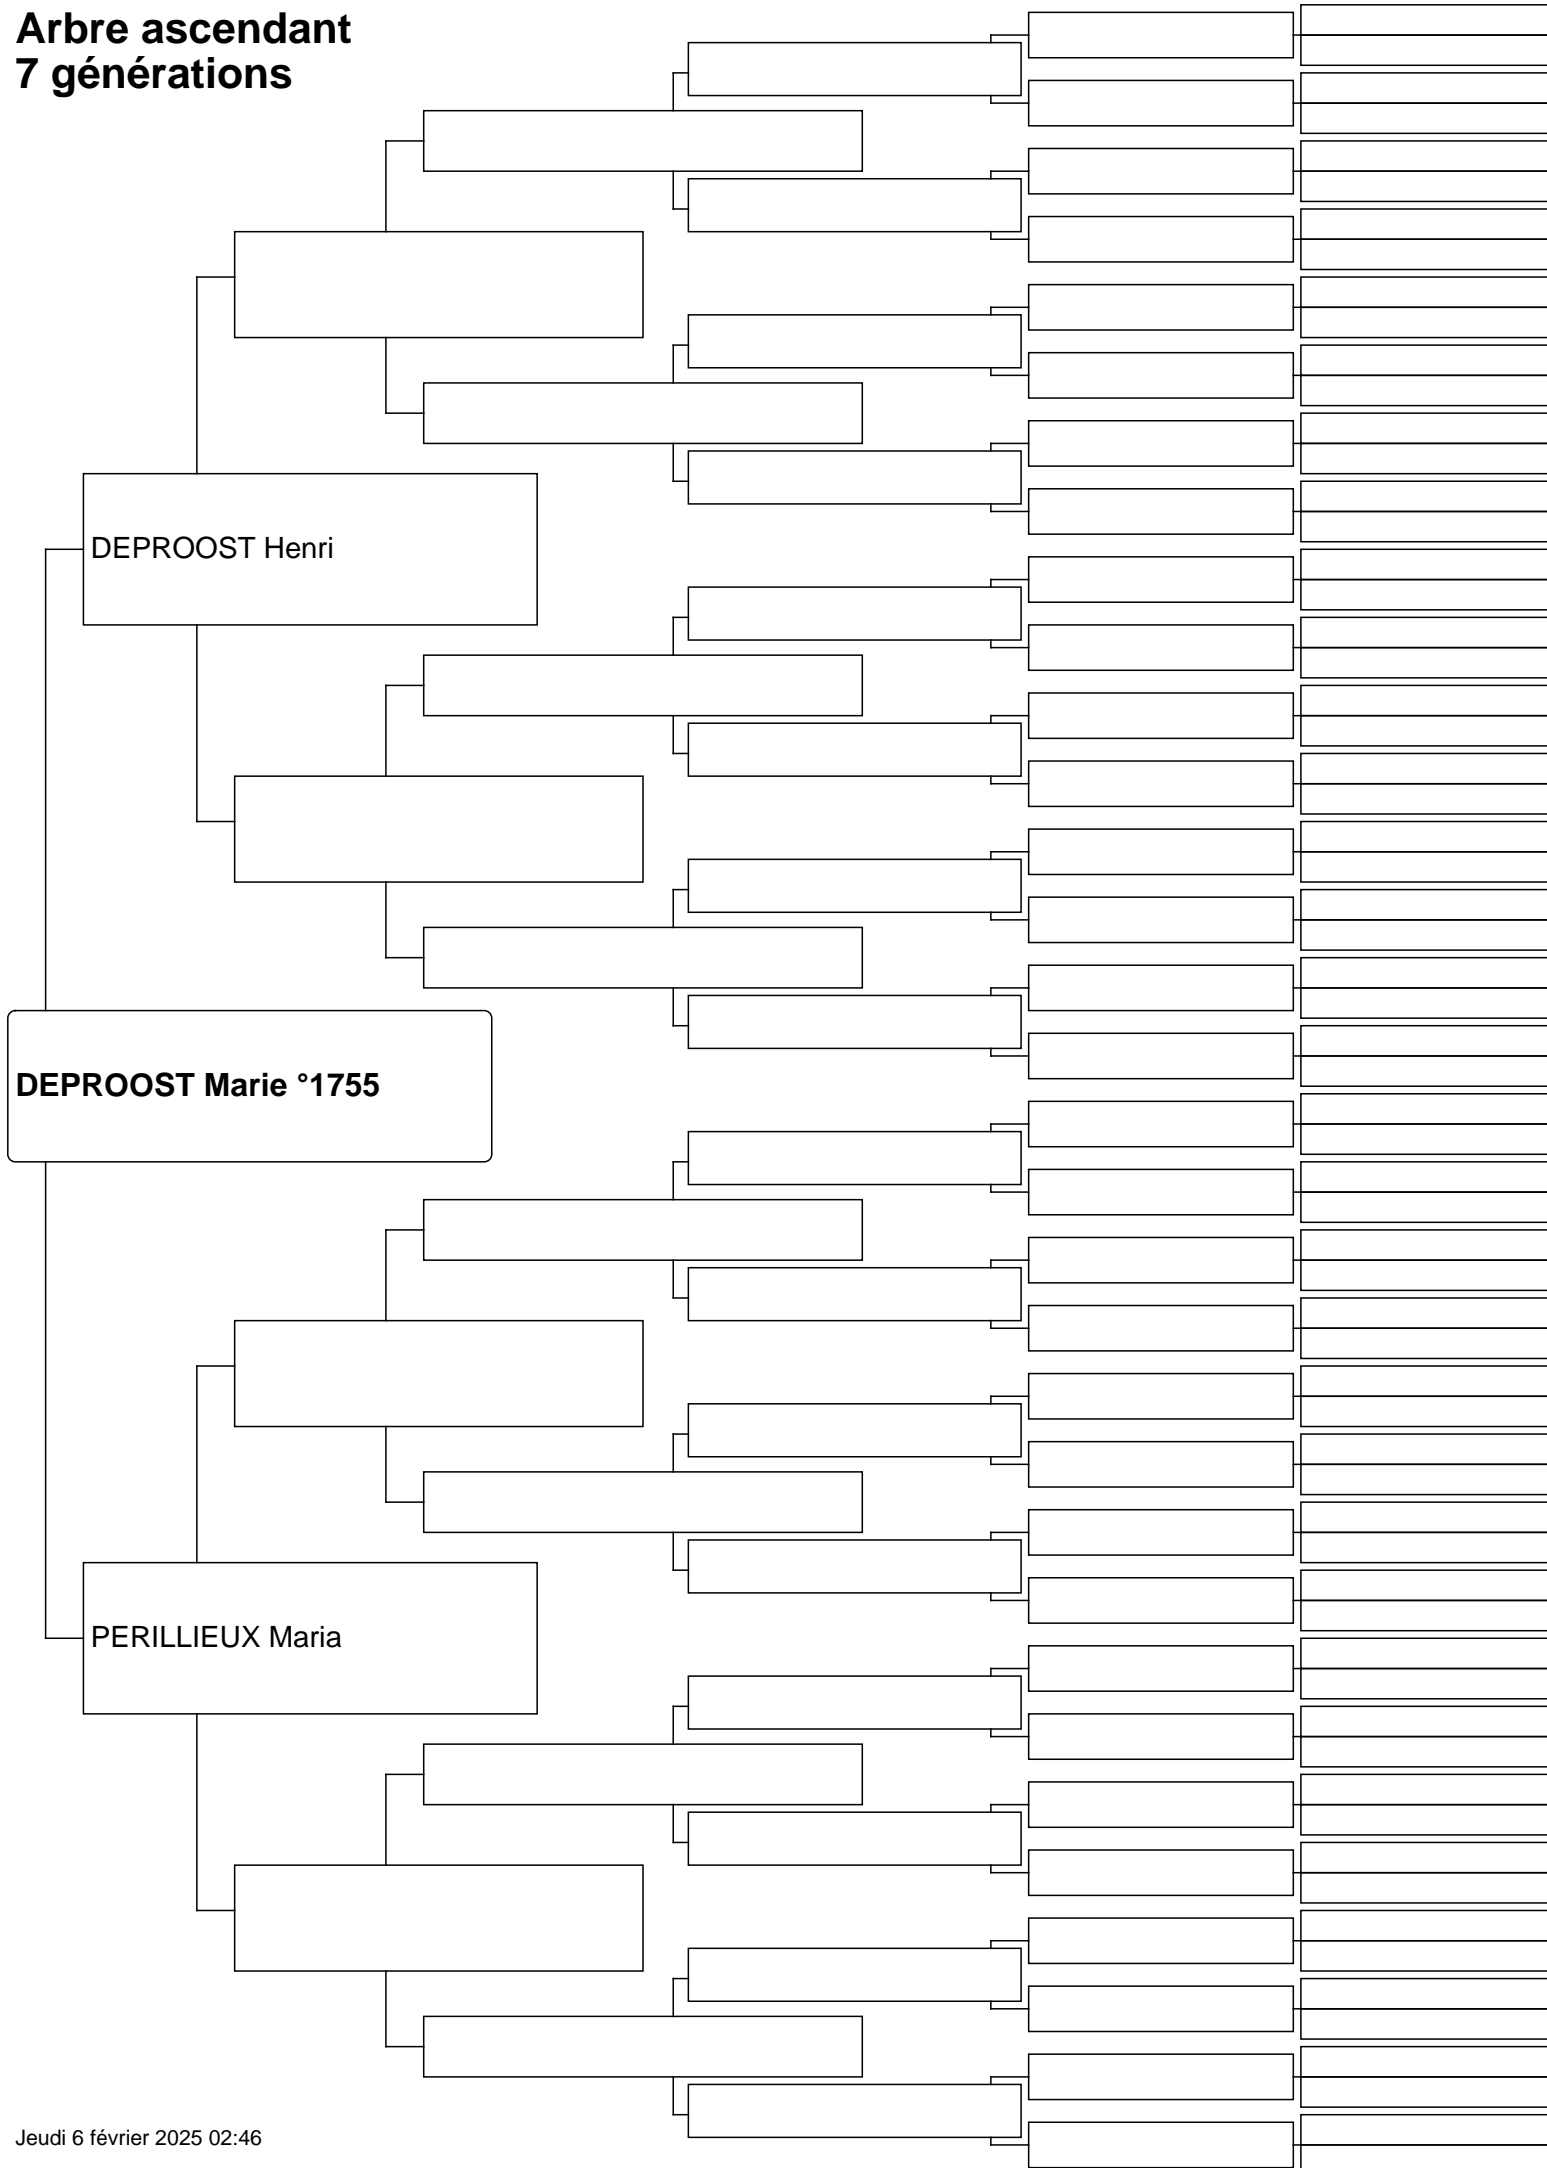 Arbre ascendant
7 générations
DEPROOST Henri
DEPROOST Marie °1755
PERILLIEUX Maria
Jeudi 6 février 2025 02:46